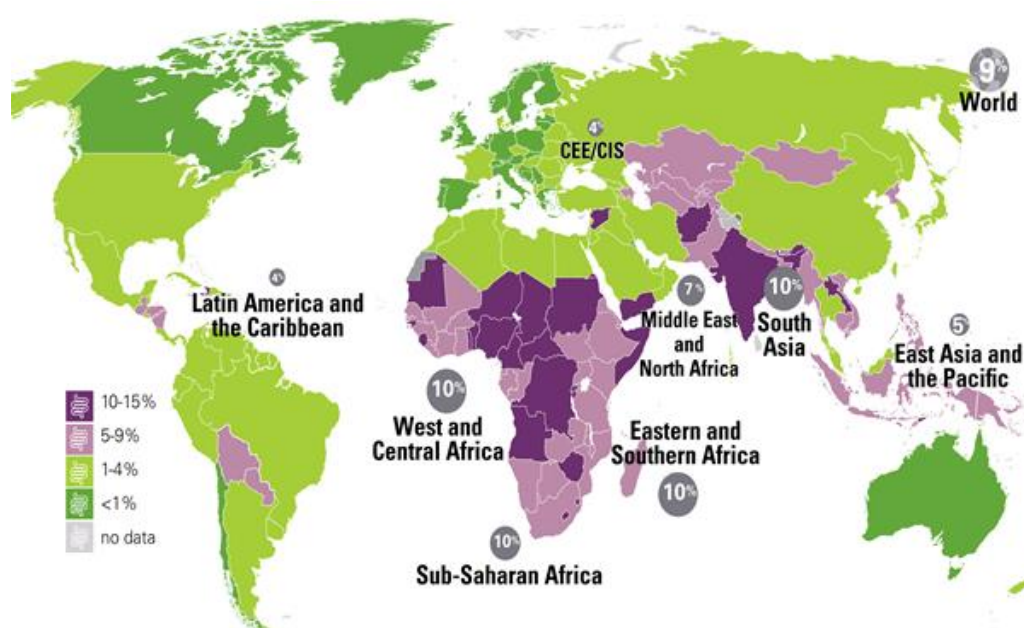 9%
World
4%
CEE/CIS
4%
Latin America and
the Caribbean
7%
Middle East
and
North Africa
10%
South
Asia
5%
East Asia and
the Pacific
10%
West and
Central Africa
Eastern and
Southern Africa
10%
10%
Sub-Saharan Africa
10-15%
5-9%
1-4%
<1%
no data